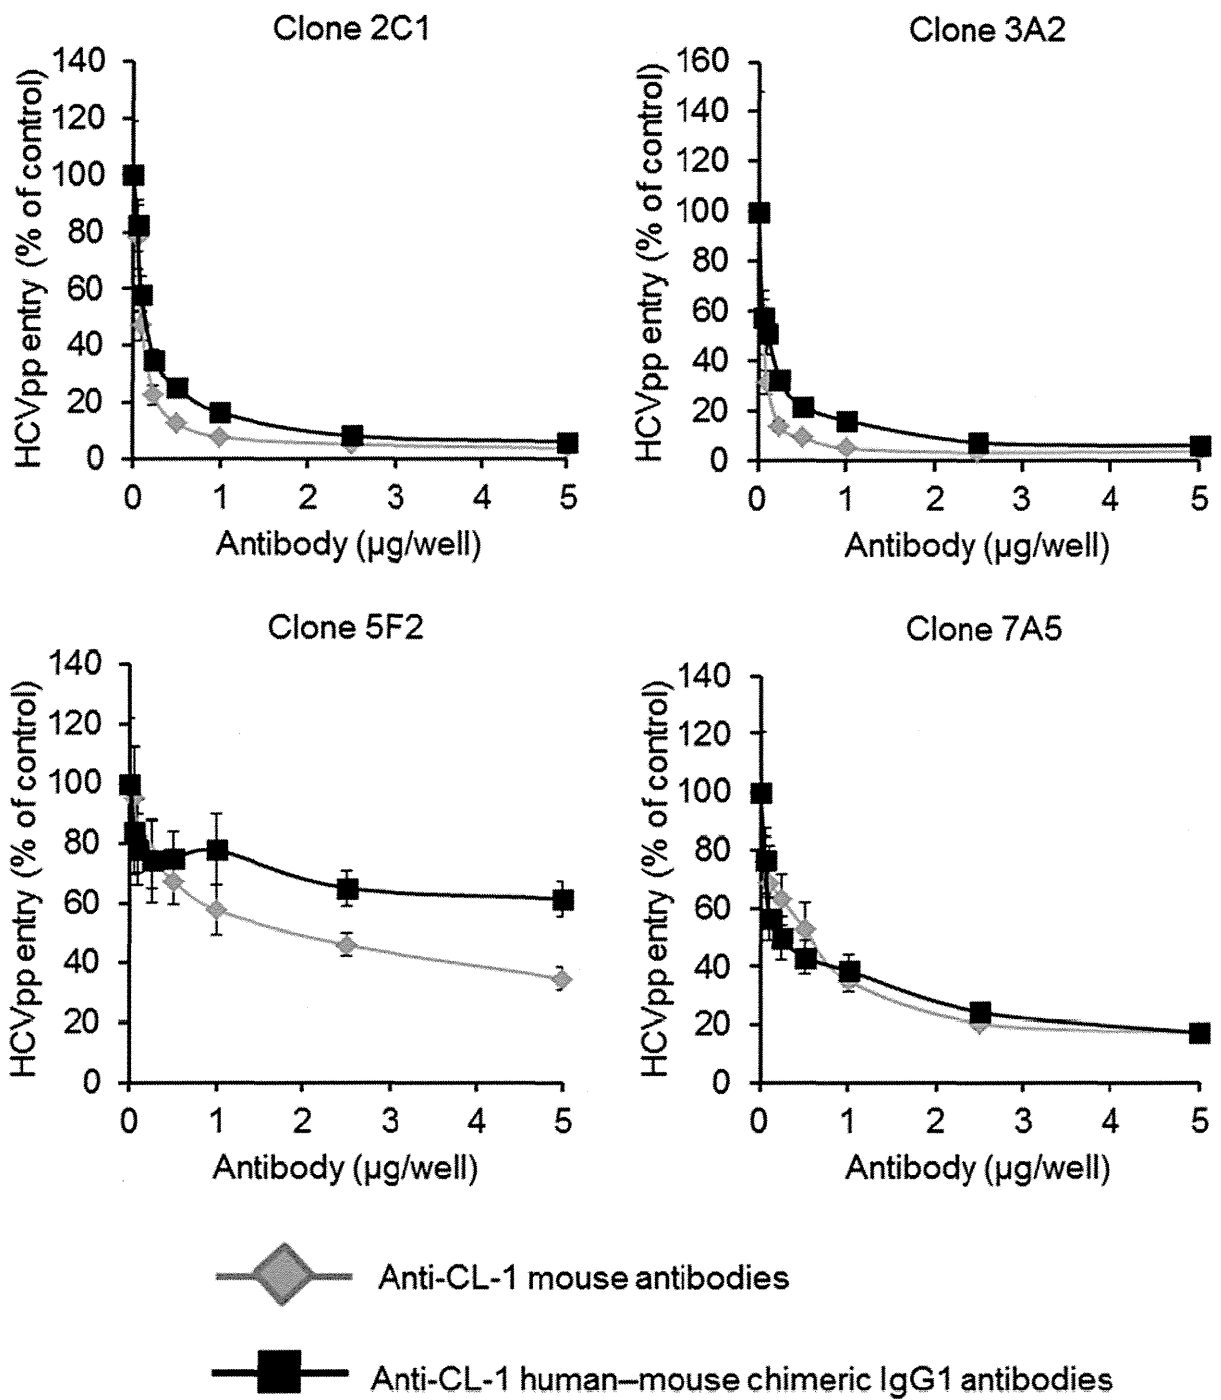 Clone 2C1
HCVpp entry (% of control)
140
120
100
80
60
40
20
0
0 1 2 3 4 5
Antibody (µg/well)
Clone 3A2
HCVpp entry (% of control)
160
140
120
100
80
60
40
20
0
0 1 2 3 4 5
Antibody (µg/well)
Clone 5F2
HCVpp entry (% of control)
140
120
100
80
60
40
20
0
0 1 2 3 4 5
Antibody (µg/well)
Clone 7A5
HCVpp entry (% of control)
140
120
100
80
60
40
20
0
0 1 2 3 4 5
Antibody (µg/well)
Anti-CL-1 mouse antibodies
Anti-CL-1 human–mouse chimeric IgG1 antibodies